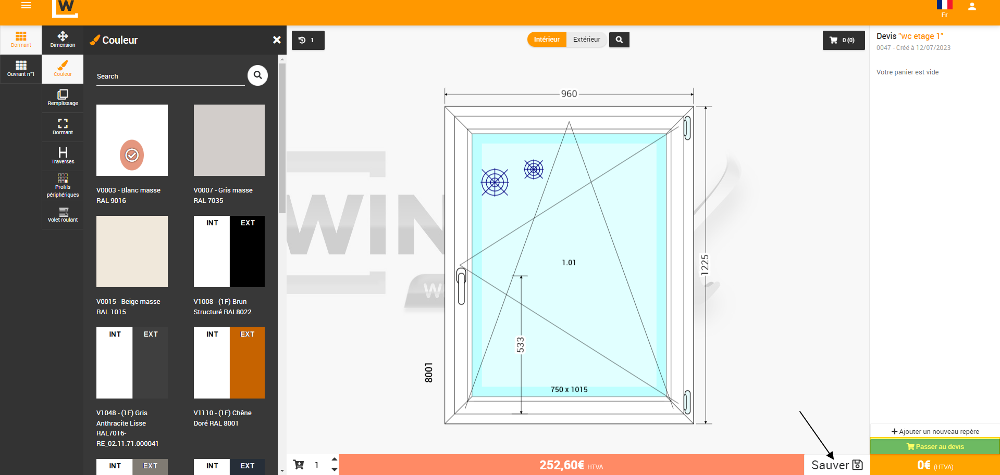 W
Fr
Dormant
Dimension
Couleur
Ouvrant n°1
Couleur
Remplissage
Dormant
Traverses
Profils
périphériques
Volet roulant
Search
V0003 - Blanc masse
RAL 9016
V0007 - Gris masse
RAL 7035
V0015 - Beige masse
RAL 1015
INT EXT
V1008 - (1F) Brun
Structuré RAL8022
INT EXT
V1048 - (1F) Gris
Anthracite Lisse
RAL7016-
RE_02.11.71.000041
INT EXT
V1110 - (1F) Chêne
Doré RAL 8001
INT EXT
INT EXT
1
Intérieur Extérieur
0 (0)
960
1225
1.01
533
750 x 1015
8001
WIN
W
1
252,60€ HTVA
Sauver
Devis "wc etage 1"
0047 - Créé à 12/07/2023
Votre panier est vide
Ajouter un nouveau repère
Passer au devis
0€ (HTVA)